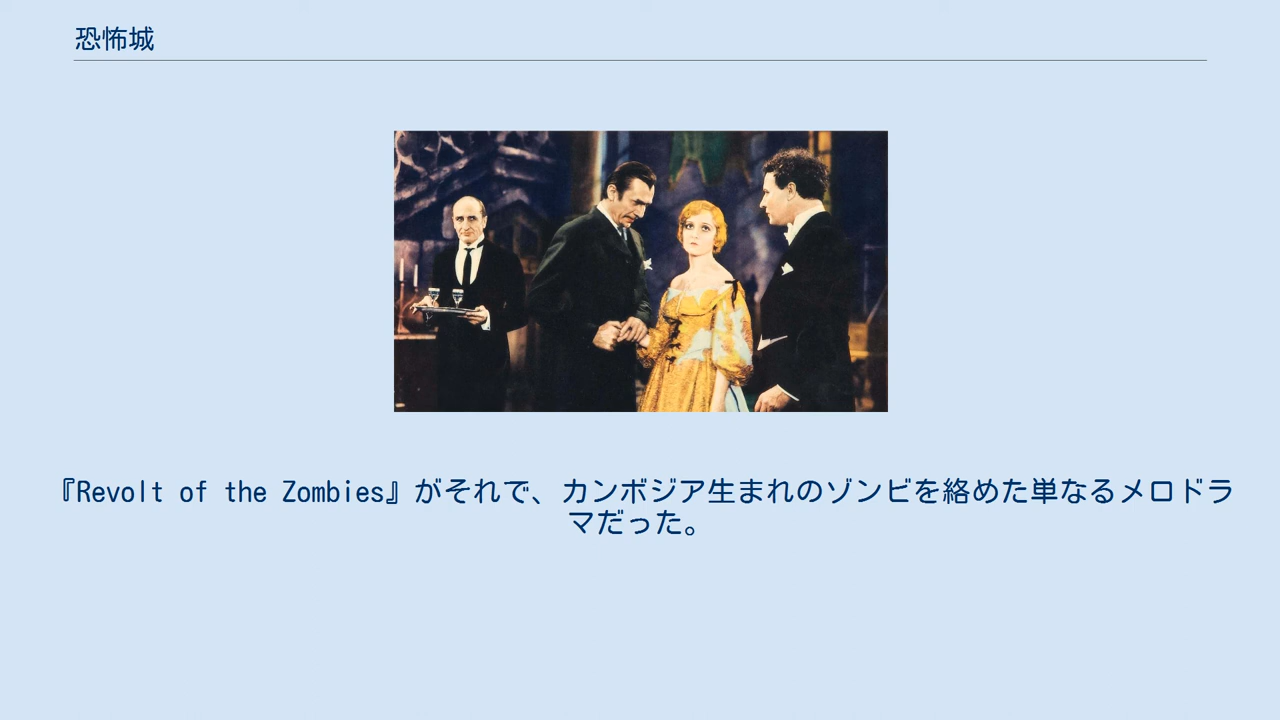 恐怖城
『Revolt of the Zombies』がそれで、カンボジア生まれのゾンビを絡めた単なるメロドラ
マだった。